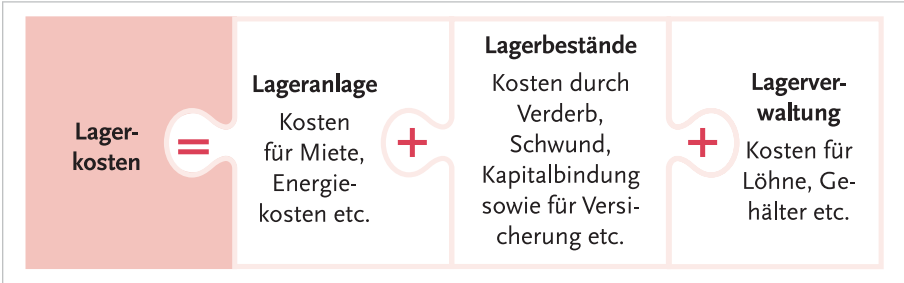 Lager-
kosten
=
Lageranlage
Kosten
für Miete,
Energie-
kosten etc.
+
Lagerbestände
Kosten durch
Verderb,
Schwund,
Kapitalbindung
sowie für Versi-
cherung etc.
+
Lagerver-
waltung
Kosten für
Löhne, Ge-
hälter etc.